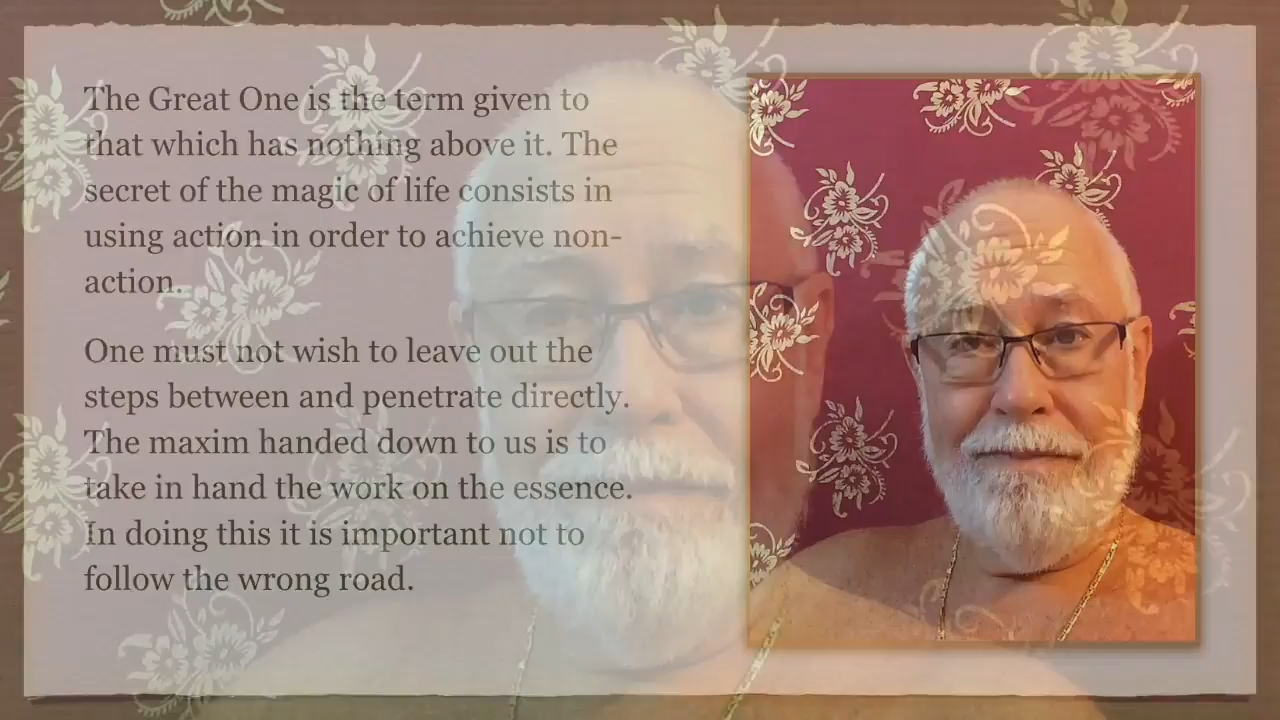 The Great One is the term given to
that which has nothing above it. The
secret of the magic of life consists in
using action in order to achieve non-
action.
One must not wish to leave out the
steps between and penetrate directly.
The maxim handed down to us is to
take in hand the work on the essence.
In doing this it is important not to
follow the wrong road.